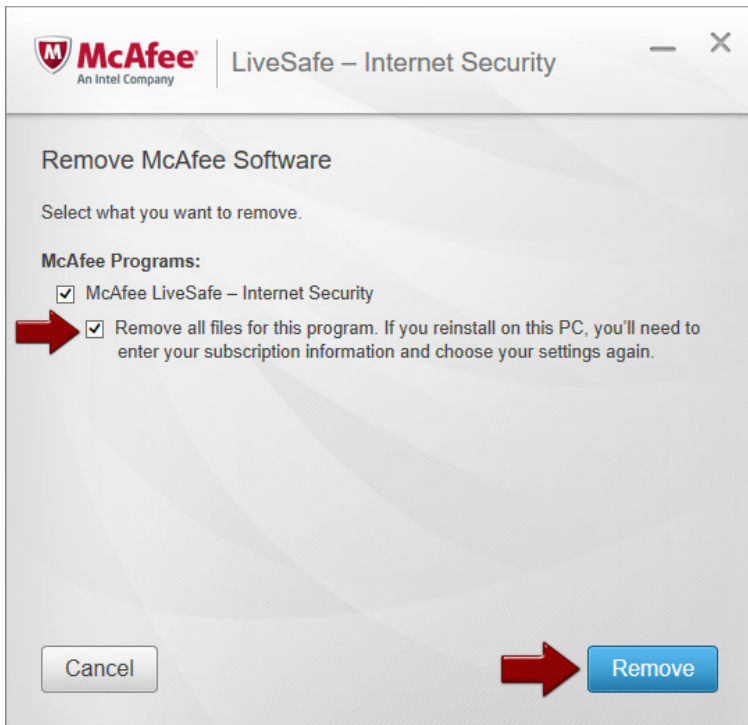 McAfee
An Intel Company
LiveSafe – Internet Security
Remove McAfee Software
Select what you want to remove.
McAfee Programs:
McAfee LiveSafe – Internet Security
Remove all files for this program. If you reinstall on this PC, you'll need to
enter your subscription information and choose your settings again.
Cancel
Remove